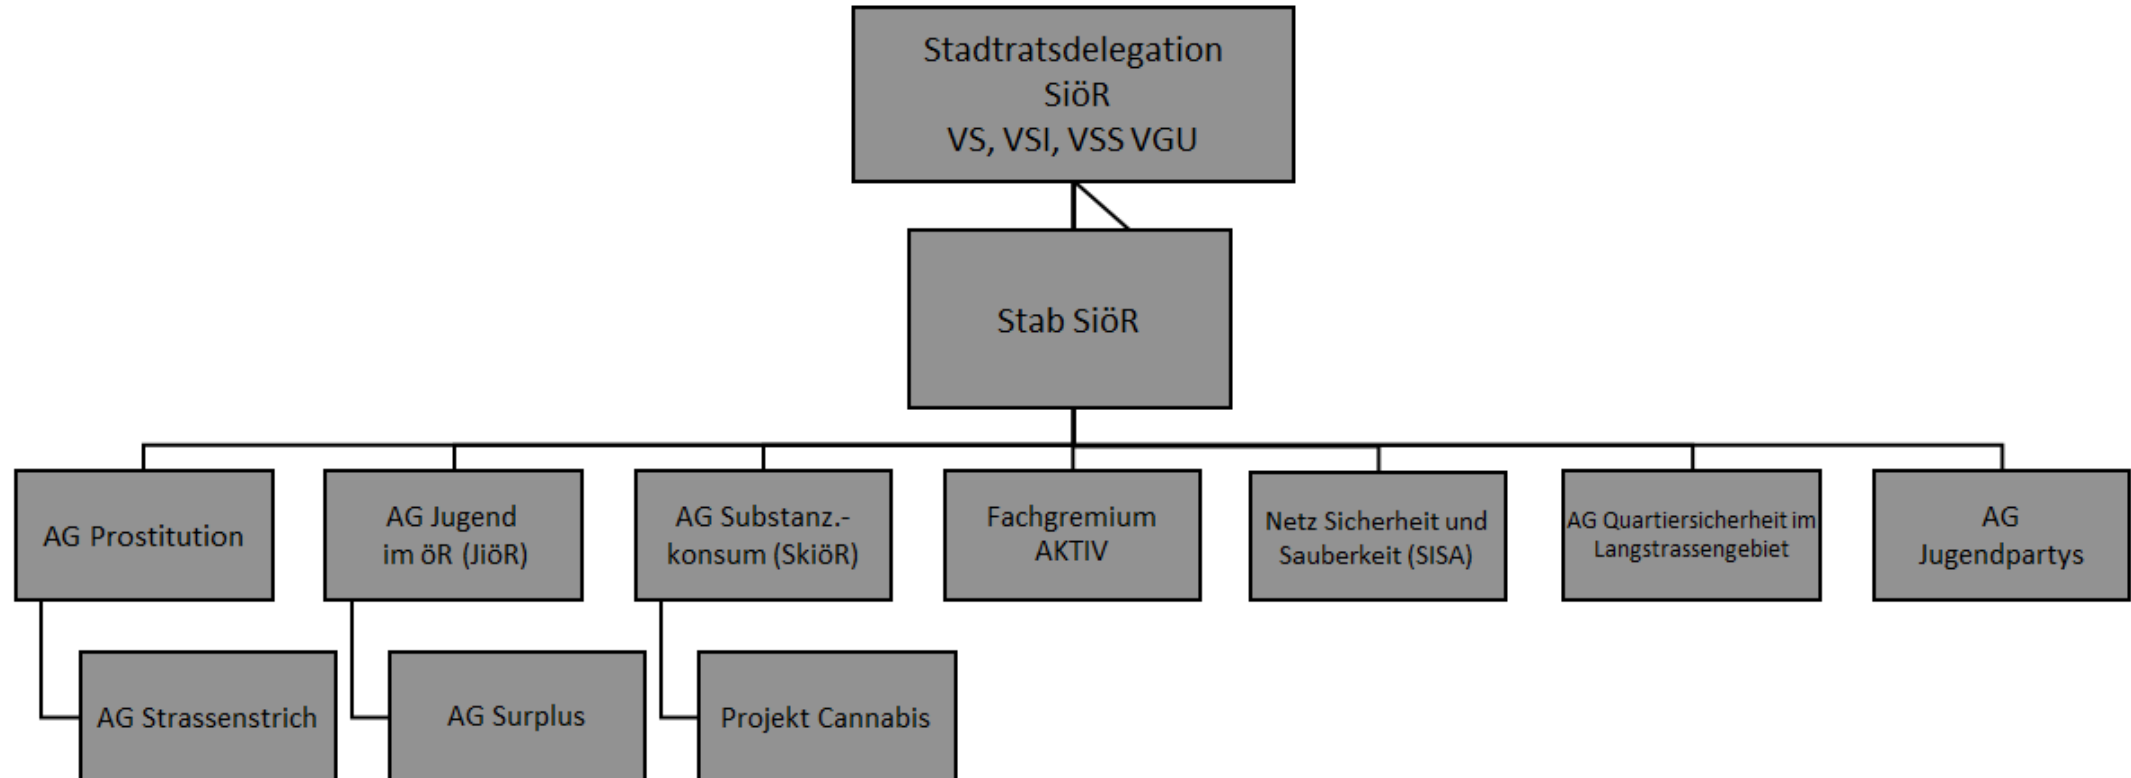 Stadtratsdelegation
SiöR
VS, VSI, VSS VGU
Stab SiöR
AG Prostitution
AG Jugend
im öR (JiöR)
AG Substanz.-
konsum (SkiöR)
Fachgremium
AKTIV
Netz Sicherheit und
Sauberkeit (SISA)
AG Quartiersicherheit im
Langstrassengebiet
AG
Jugendpartys
AG Strassenstrich
AG Surplus
Projekt Cannabis